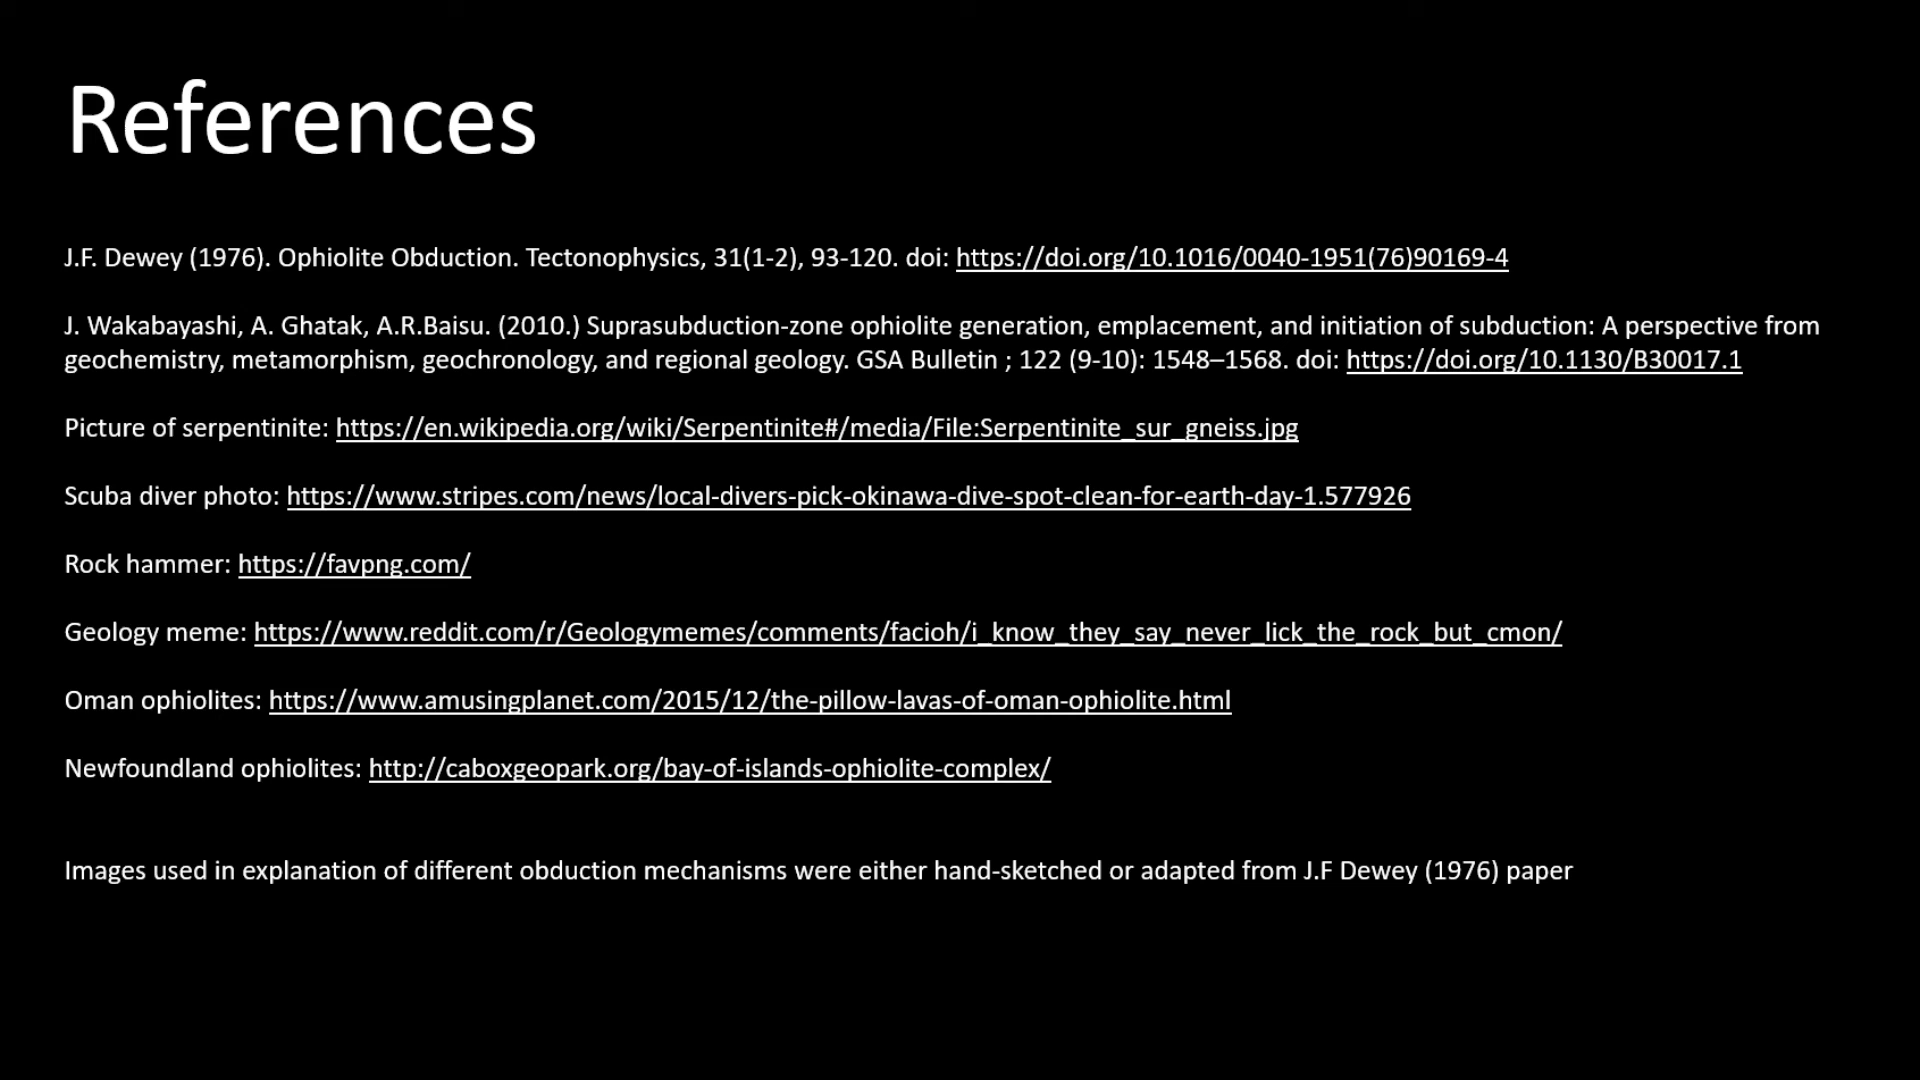 References
J.F. Dewey (1976). Ophiolite Obduction. Tectonophysics, 31(1-2), 93-120. doi: https://doi.org/10.1016/0040-1951(76)90169-4
J. Wakabayashi, A. Ghatak, A.R.Baisu. (2010.) Suprasubduction-zone ophiolite generation, emplacement, and initiation of subduction: A perspective from
geochemistry, metamorphism, geochronology, and regional geology. GSA Bulletin ; 122 (9-10): 1548–1568. doi: https://doi.org/10.1130/B30017.1
Picture of serpentinite: https://en.wikipedia.org/wiki/Serpentinite#/media/File:Serpentinite_sur_gneiss.jpg
Scuba diver photo: https://www.stripes.com/news/local-divers-pick-okinawa-dive-spot-clean-for-earth-day-1.577926
Rock hammer: https://favpng.com/
Geology meme: https://www.reddit.com/r/Geologymemes/comments/facioh/i_know_they_say_never_lick_the_rock_but_cmon/
Oman ophiolites: https://www.amusingplanet.com/2015/12/the-pillow-lavas-of-oman-ophiolite.html
Newfoundland ophiolites: http://caboxgeopark.org/bay-of-islands-ophiolite-complex/
Images used in explanation of different obduction mechanisms were either hand-sketched or adapted from J.F Dewey (1976) paper